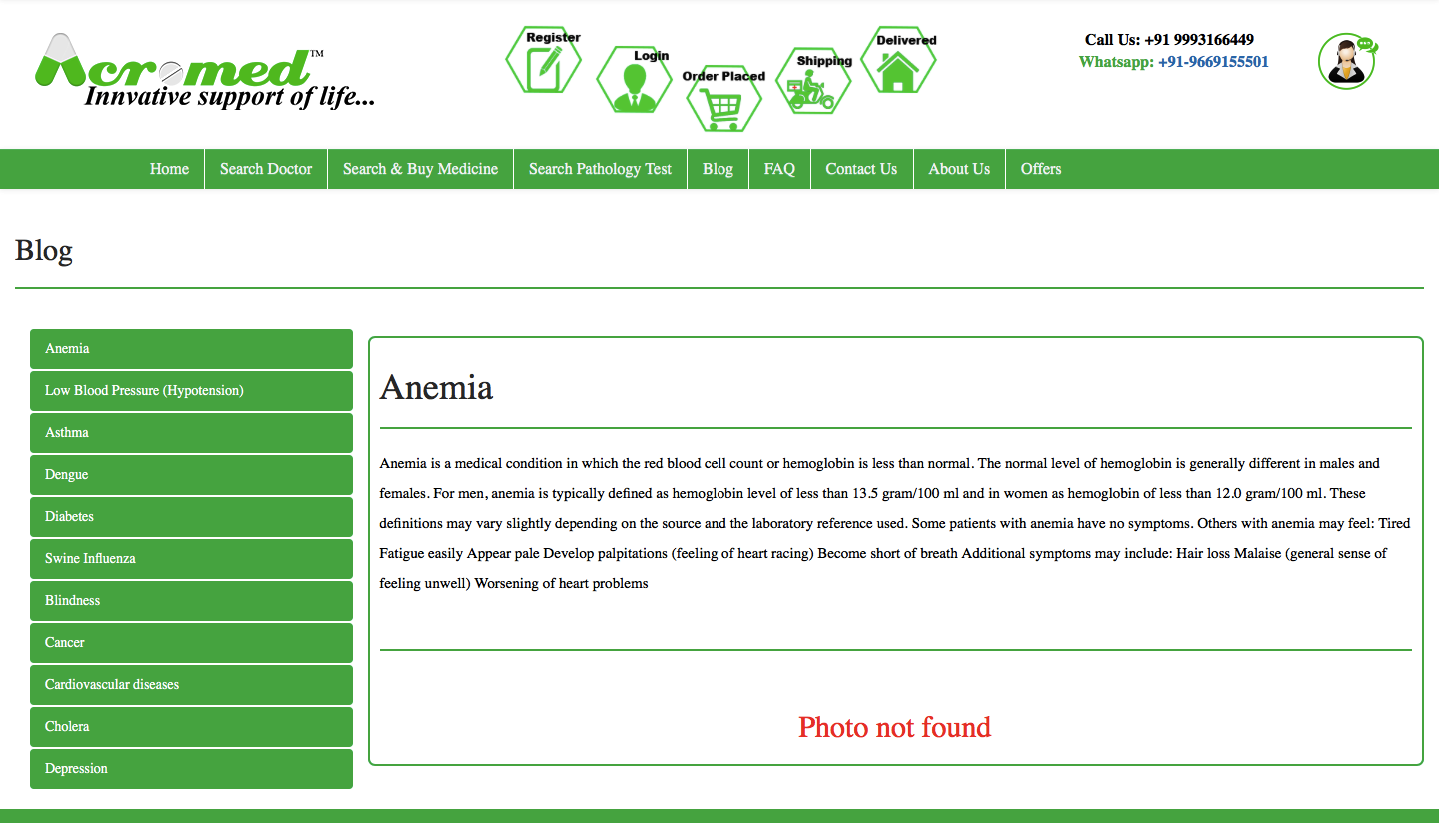 Acromed™
Innvative support of life...
Register
Login
Order Placed
Shipping
Delivered
Call Us: +91 9993166449
Whatsapp: +91-9669155501
Home
Search Doctor
Search & Buy Medicine
Search Pathology Test
Blog
FAQ
Contact Us
About Us
Offers
Blog
Anemia
Low Blood Pressure (Hypotension)
Asthma
Dengue
Diabetes
Swine Influenza
Blindness
Cancer
Cardiovascular diseases
Cholera
Depression
Anemia
Anemia is a medical condition in which the red blood cell count or hemoglobin is less than normal. The normal level of hemoglobin is generally different in males and
females. For men, anemia is typically defined as hemoglobin level of less than 13.5 gram/100 ml and in women as hemoglobin of less than 12.0 gram/100 ml. These
definitions may vary slightly depending on the source and the laboratory reference used. Some patients with anemia have no symptoms. Others with anemia may feel: Tired
Fatigue easily Appear pale Develop palpitations (feeling of heart racing) Become short of breath Additional symptoms may include: Hair loss Malaise (general sense of
feeling unwell) Worsening of heart problems
Photo not found